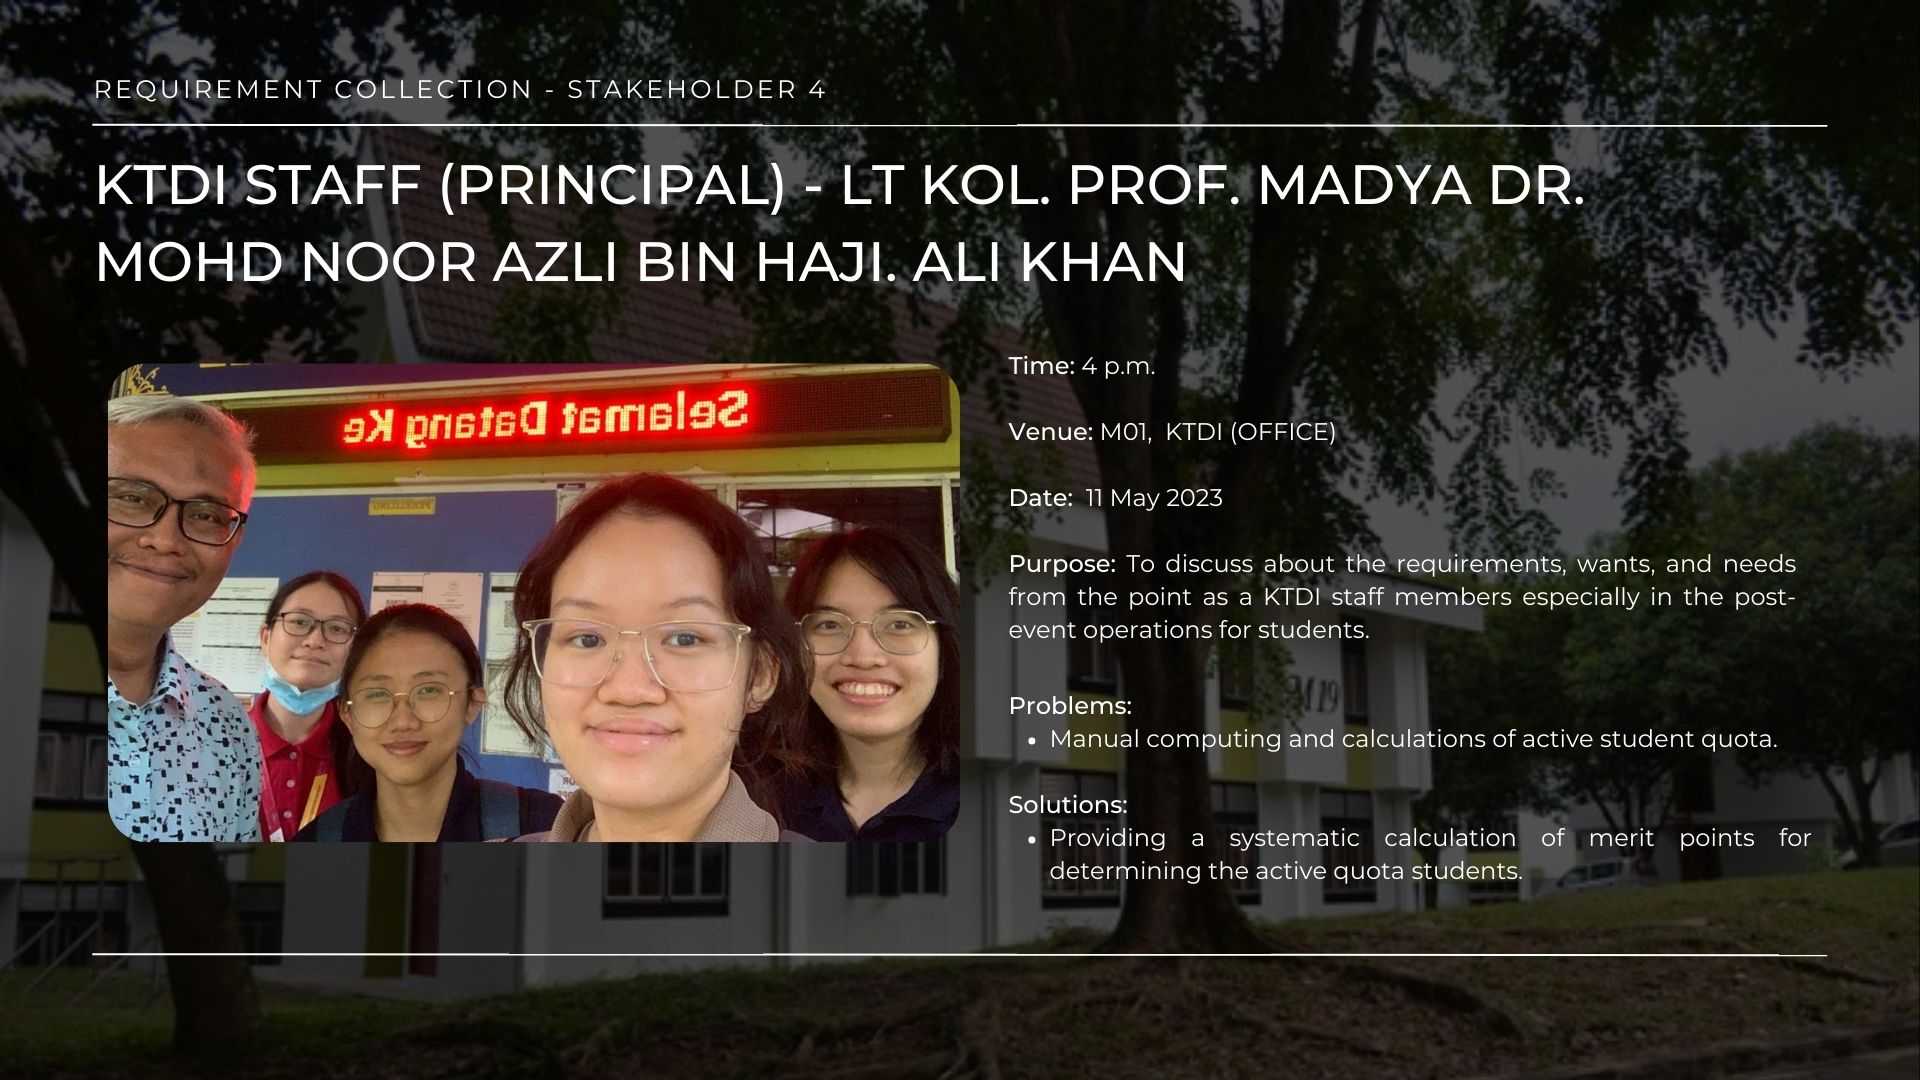 REQUIREMENT COLLECTION - STAKEHOLDER 4
KTDI STAFF (PRINCIPAL) - LT KOL. PROF. MADYA DR.
MOHD NOOR AZLI BIN HAJI. ALI KHAN
Selamat Datang Ke
PEKELILING
Time: 4 p.m.
Venue: M01, KTDI (OFFICE)
Date: 11 May 2023
Purpose: To discuss about the requirements, wants, and needs
from the point as a KTDI staff members especially in the post-
event operations for students.
M19
Problems:
• Manual computing and calculations of active student quota.
Solutions:
• Providing a systematic calculation of merit points for
determining the active quota students.